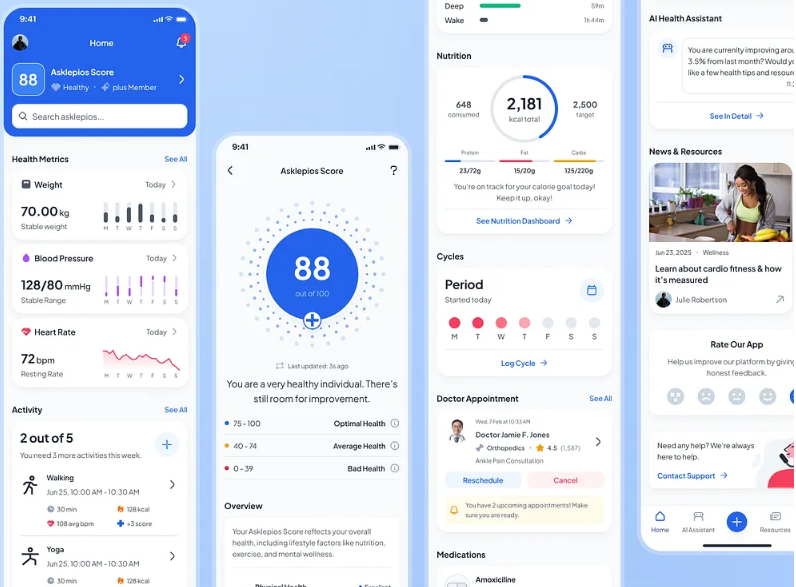 9:41
Home
3
88
Asklepios Score
Healthy · plus Member
Search asklepios...
Health Metrics
See All
Weight
Today
70.00 kg
Stable weight
M T W T F S S
Blood Pressure
Today
128/80 mmHg
Stable Range
M T W T F S S
Heart Rate
Today
72 bpm
Resting Rate
M T W T F S S
Activity
See All
2 out of 5
You need 3 more activities this week.
Walking
Jun 25, 10:00 AM - 10:30 AM
30 min
128 kcal
108 avg bpm
+3 score
Yoga
Jun 25, 10:00 AM - 10:30 AM
30 min
128 kcal
9:41
Asklepios Score
?
88
out of 100
Last updated: 3s ago
You are a very healthy individual. There's
still room for improvement.
75 - 100
Optimal Health
40 - 74
Average Health
0 - 39
Bad Health
Overview
Your Asklepios Score reflects your overall
health, including lifestyle factors like nutrition,
exercise, and mental wellness.
Physical Health
Excellent
Deep
59m
Wake
1h 44m
Nutrition
648
consumed
2,181
kcal total
2,500
target
Protein
Fat
Carbs
23/72g
15/20g
125/220g
You're on track for your calorie goal today!
Keep it up, okay!
See Nutrition Dashboard →
Cycles
Period
Started today
M T W T F S S
Log Cycle →
Doctor Appointment
See All
Wed, 7 Feb at 10:33 AM
Doctor Jamie F. Jones
Orthopedics · 4.5 (1,587)
Ankle Pain Consultation
Reschedule
Cancel
You have 2 upcoming appointments! Make
sure you are ready.
Medications
Amoxiciline
AI Health Assistant
You are currenlty improving
3.5% from last month? Would
like a few health tips and
See In Detail →
News & Resources
Jun 23, 2025 · Wellness
Learn about cardio fitness & how
it's measured
Julie Robertson
Rate Our App
Help us improve our platform by
honest feedback.
Need any help? We're always
here to help.
Contact Support →
Home
AI Assistant
Resources